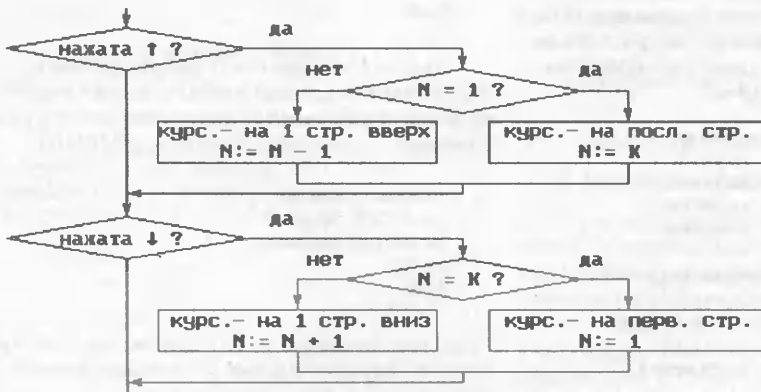 да
нажата ↑ ?
нет
N = 1 ?
да
курс.– на 1 стр. вверх
N:= N – 1
курс.– на посл. стр.
N:= K
да
нажата ↓ ?
нет
N = K ?
да
курс.– на 1 стр. вниз
N:= N + 1
курс.– на перв. стр.
N:= 1